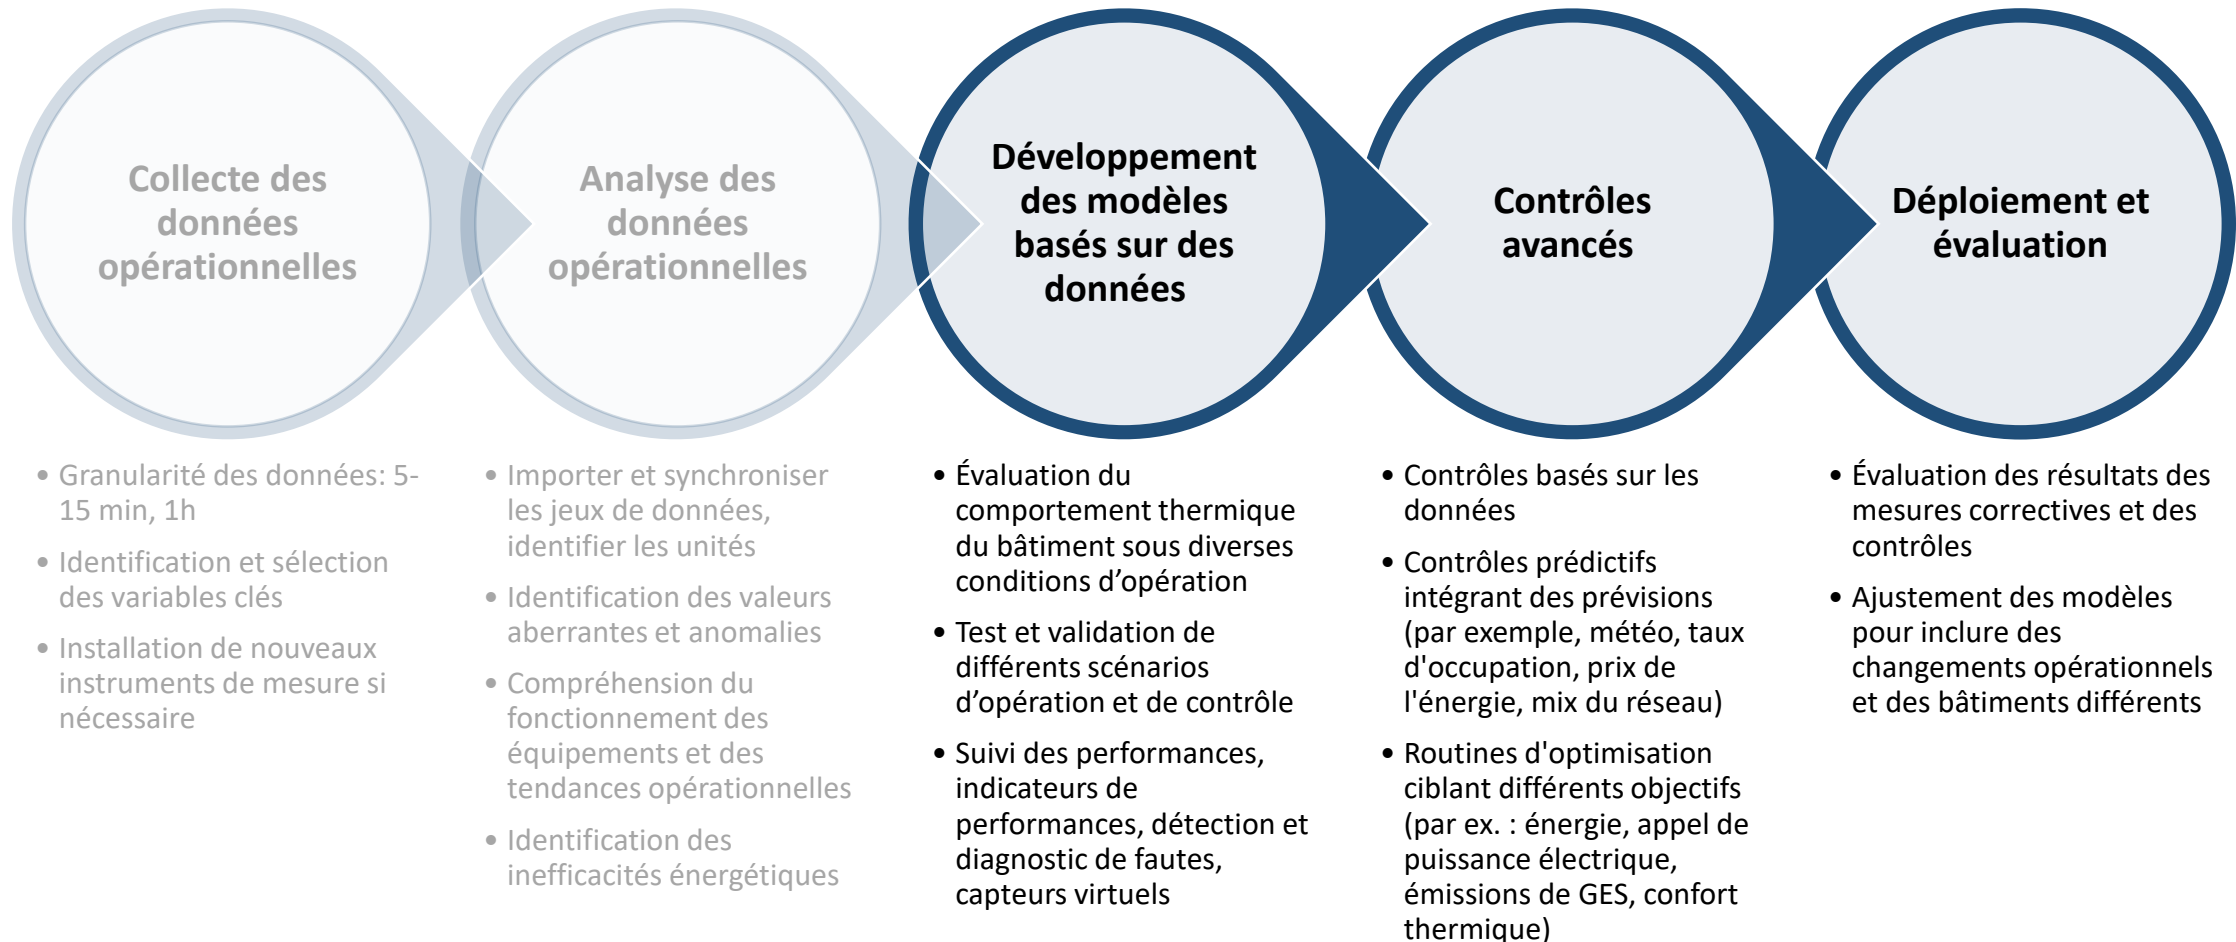 Collecte des
données
opérationnelles
Analyse des
données
opérationnelles
Développement
des modèles
basés sur des
données
Contrôles
avancés
Déploiement et
évaluation
• Granularité des données: 5-
15 min, 1h
• Identification et sélection
des variables clés
• Installation de nouveaux
instruments de mesure si
nécessaire
• Importer et synchroniser
les jeux de données,
identifier les unités
• Identification des valeurs
aberrantes et anomalies
• Compréhension du
fonctionnement des
équipements et des
tendances opérationnelles
• Identification des
inefficacités énergétiques
• Évaluation du
comportement thermique
du bâtiment sous diverses
conditions d’opération
• Test et validation de
différents scénarios
d’opération et de contrôle
• Suivi des performances,
indicateurs de
performances, détection et
diagnostic de fautes,
capteurs virtuels
• Contrôles basés sur les
données
• Contrôles prédictifs
intégrant des prévisions
(par exemple, météo, taux
d'occupation, prix de
l'énergie, mix du réseau)
• Routines d'optimisation
ciblant différents objectifs
(par ex. : énergie, appel de
puissance électrique,
émissions de GES, confort
thermique)
• Évaluation des résultats des
mesures correctives et des
contrôles
• Ajustement des modèles
pour inclure des
changements opérationnels
et des bâtiments différents